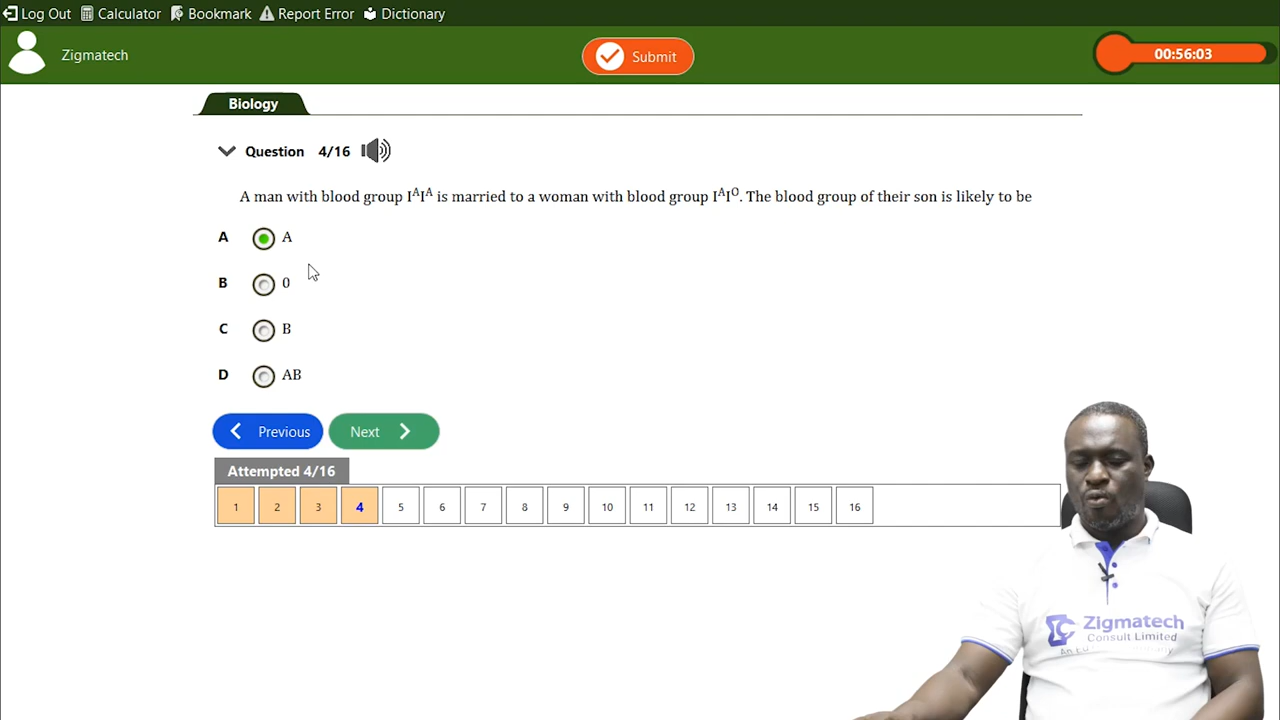 Log Out Calculator Bookmark Report Error Dictionary
Zigmatech
Submit
00:56:03
Biology
Question 4/16
A man with blood group IᴬIᴬ is married to a woman with blood group IᴬIᴼ. The blood group of their son is likely to be
A A
B 0
C B
D AB
Previous Next
Attempted 4/16
1 2 3 4 5 6 7 8 9 10 11 12 13 14 15 16
Zigmatech
Consult Limited